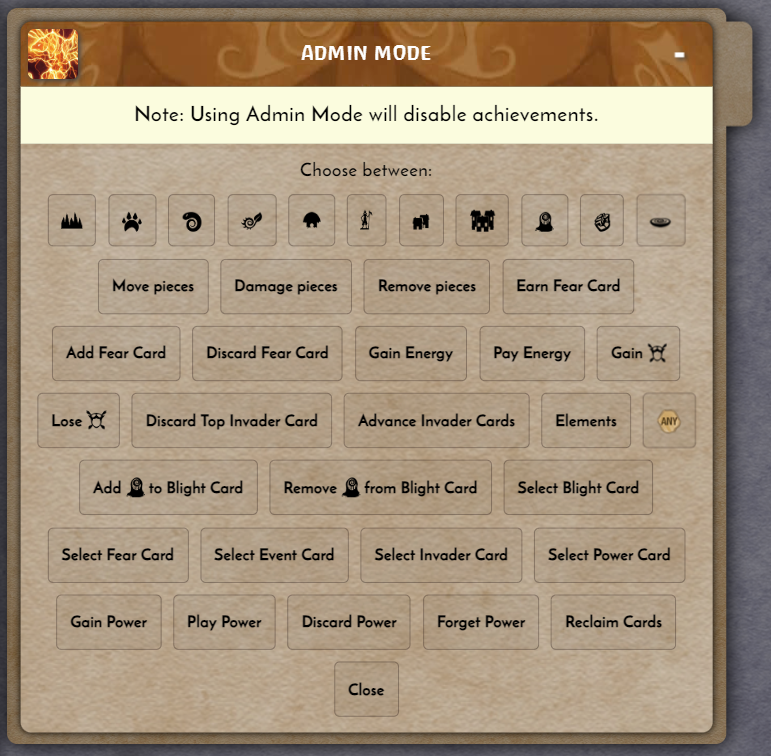 ADMIN MODE
Note: Using Admin Mode will disable achievements.
Choose between:
Move pieces Damage pieces Remove pieces Earn Fear Card
Add Fear Card Discard Fear Card Gain Energy Pay Energy Gain
Lose Discard Top Invader Card Advance Invader Cards Elements ANY
Add to Blight Card Remove from Blight Card Select Blight Card
Select Fear Card Select Event Card Select Invader Card Select Power Card
Gain Power Play Power Discard Power Forget Power Reclaim Cards
Close